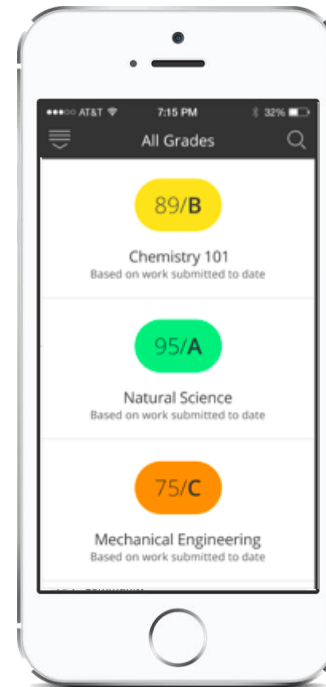 AT&T 7:15 PM 32%
All Grades
89/B
Chemistry 101
Based on work submitted to date
95/A
Natural Science
Based on work submitted to date
75/C
Mechanical Engineering
Based on work submitted to date